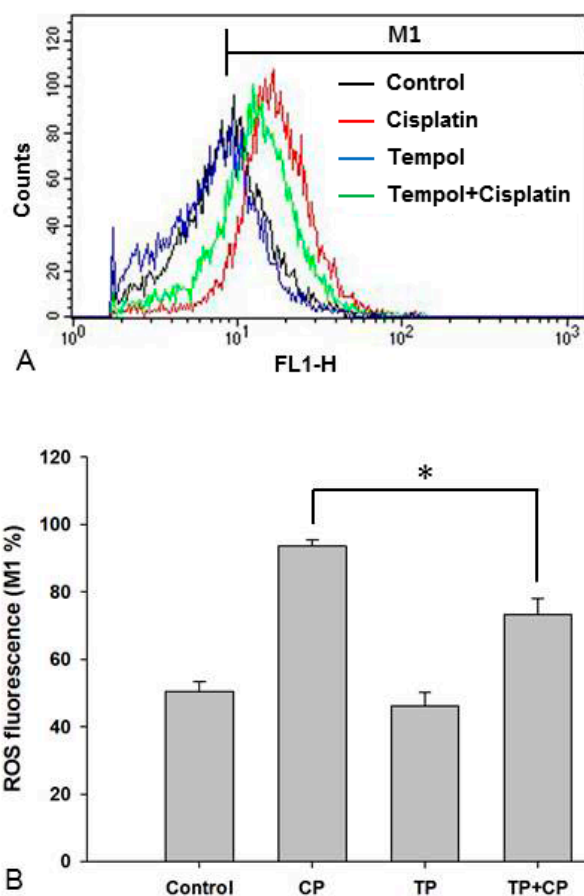 M1
120
100
80
60
40
20
0
Counts
Control
Cisplatin
Tempol
Tempol+Cisplatin
10⁰ 10¹ 10² 10³
A
FL1-H
120
100
80
60
40
20
0
ROS fluorescence (M1 %)
*
B
Control CP TP TP+CP